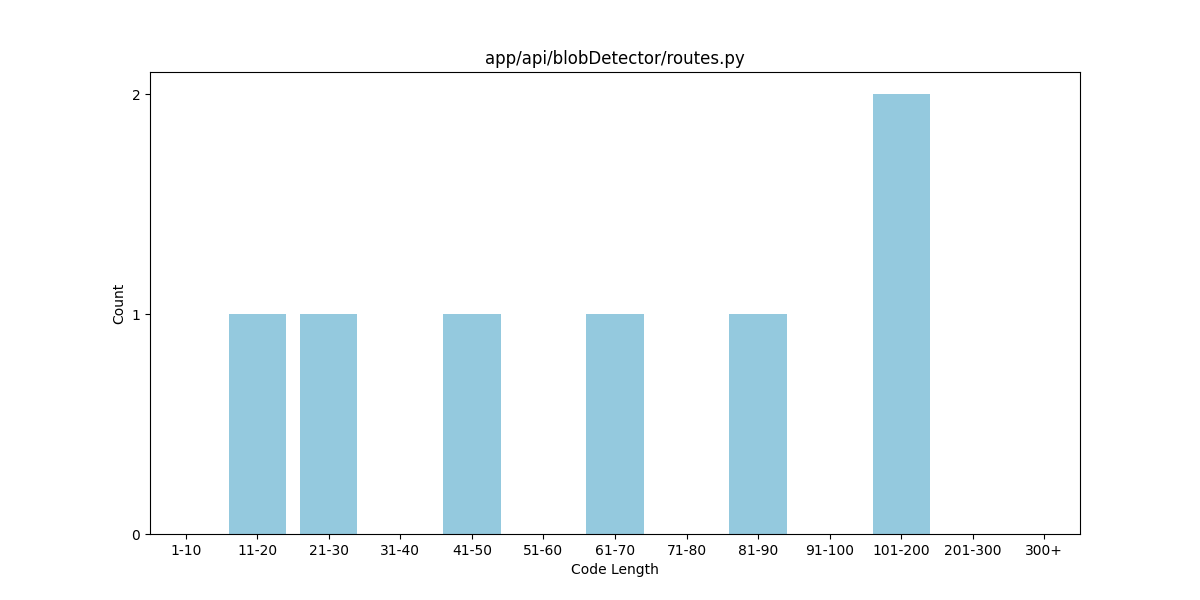 app/api/blobDetector/routes.py
Count
2
1
0
1-10 11-20 21-30 31-40 41-50 51-60 61-70 71-80 81-90 91-100 101-200 201-300 300+
Code Length